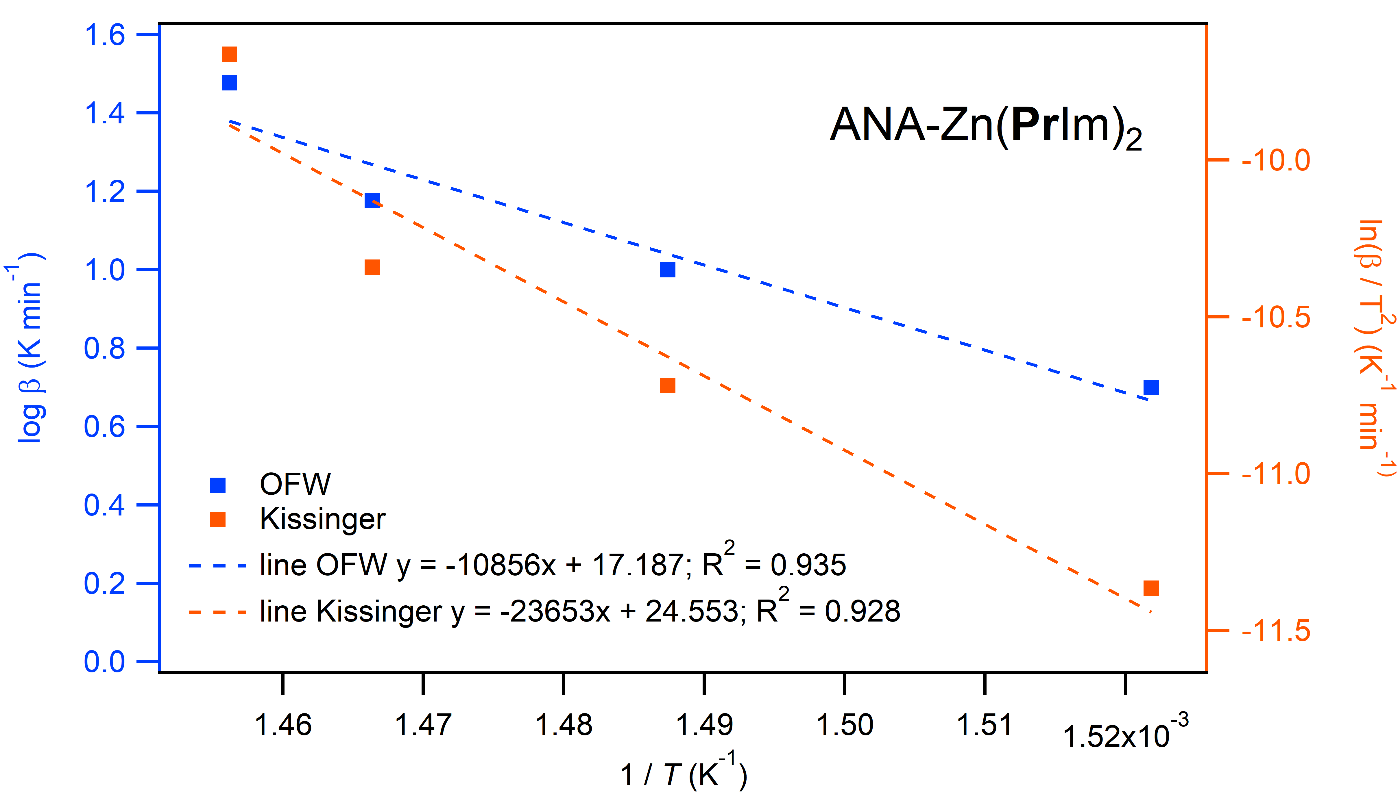 ANA-Zn(PrIm)₂
log β (K min⁻¹)
1.6
1.4
1.2
1.0
0.8
0.6
0.4
0.2
0.0
OFW
Kissinger
line OFW y = -10856x + 17.187; R² = 0.935
line Kissinger y = -23653x + 24.553; R² = 0.928
-10.0
-10.5
-11.0
-11.5
ln(β / T²) (K⁻¹ min⁻¹)
1.46
1.47
1.48
1.49
1.50
1.51
1.52x10⁻³
1 / T (K⁻¹)